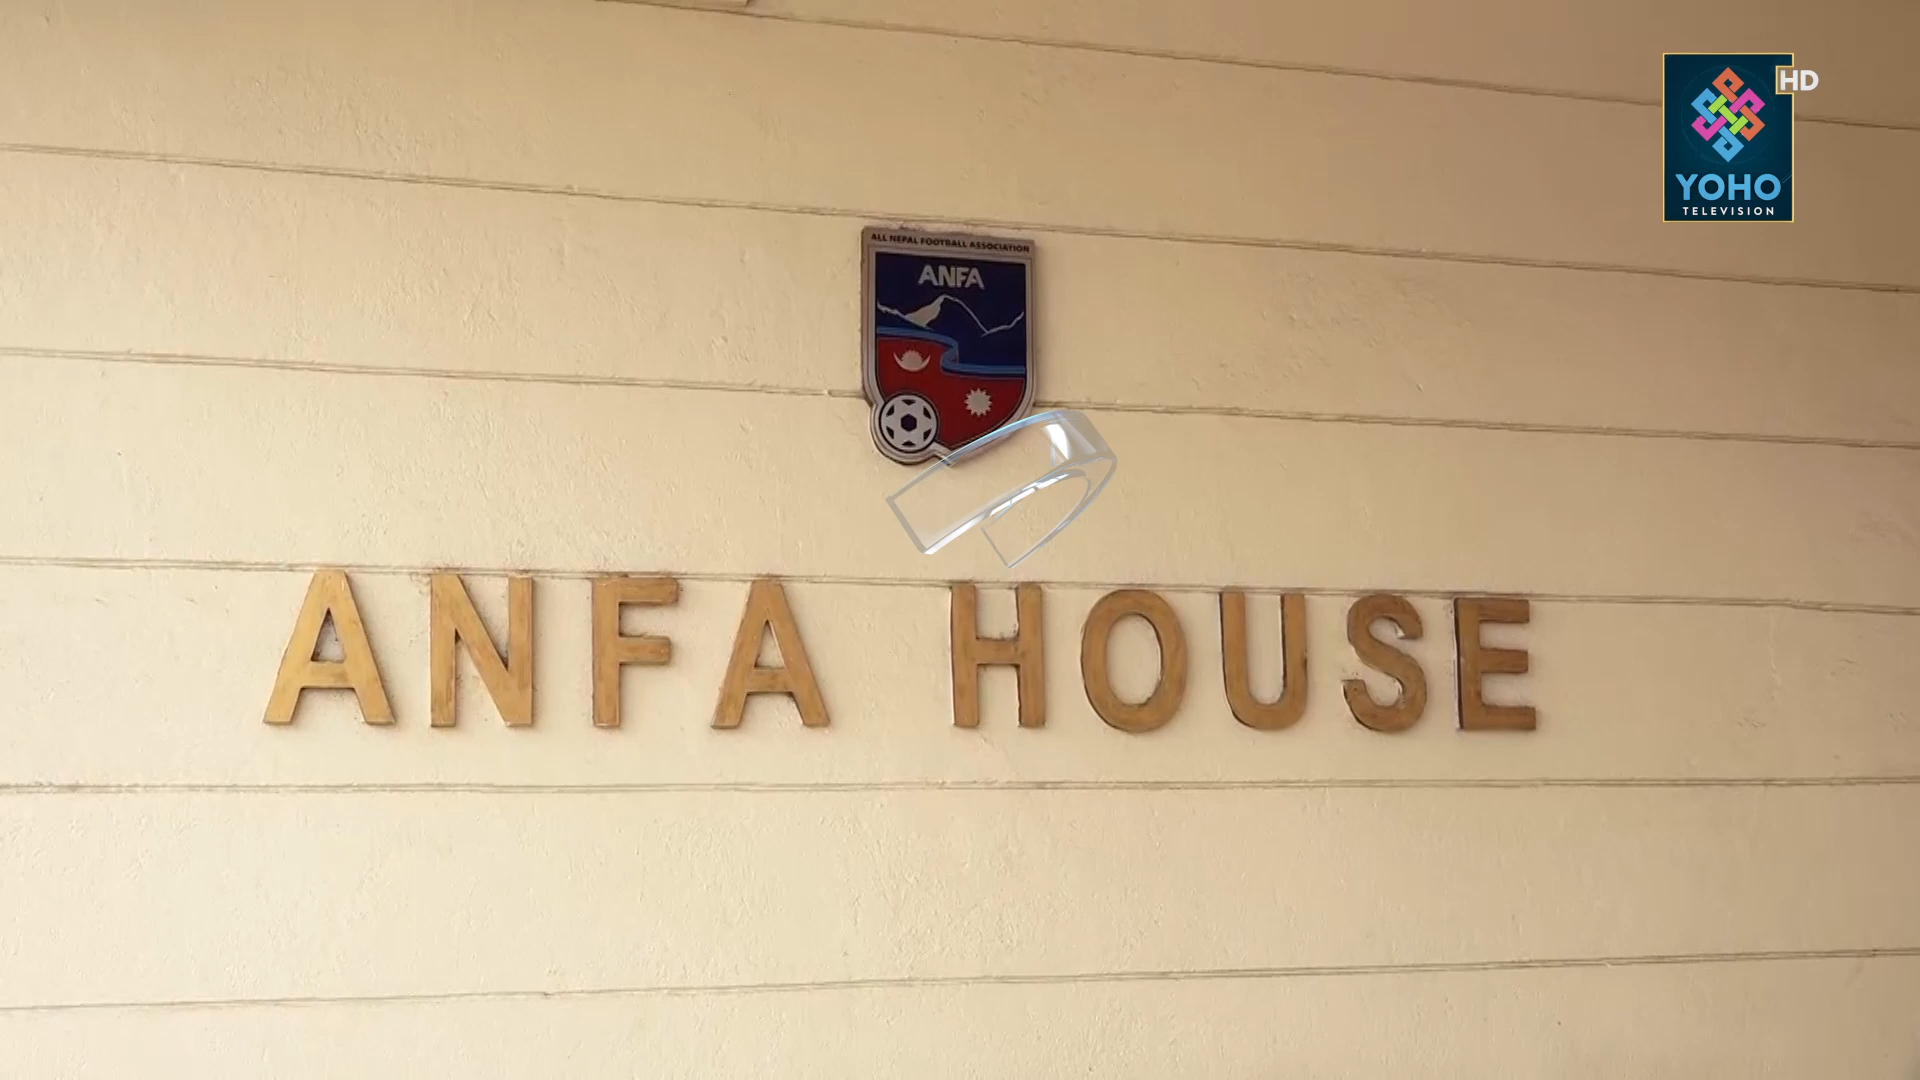 HD
YOHO
TELEVISION
ALL NEPAL FOOTBALL ASSOCIATION
ANFA
ANFA HOUSE